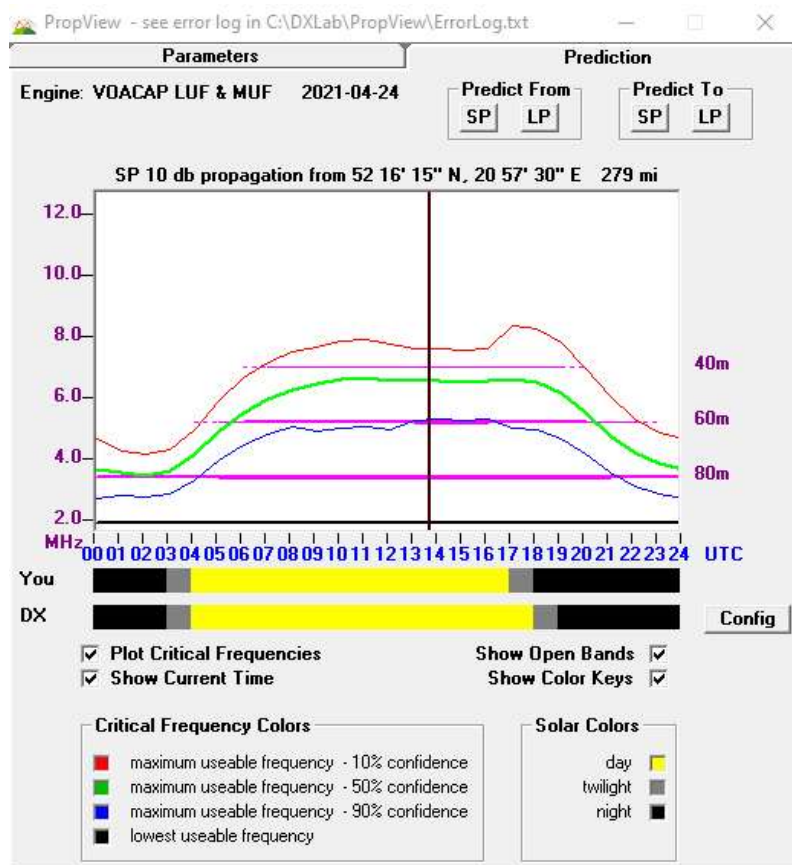 PropView - see error log in C:\DXLab\PropView\ErrorLog.txt
Parameters Prediction
Engine: VOACAP LUF & MUF 2021-04-24
Predict From Predict To
SP LP SP LP
SP 10 db propagation from 52 16' 15" N, 20 57' 30" E 279 mi
12.0
10.0
8.0
40m
6.0
60m
4.0
80m
2.0
MHz
00 01 02 03 04 05 06 07 08 09 10 11 12 13 14 15 16 17 18 19 20 21 22 23 24 UTC
You
DX
Config
Plot Critical Frequencies Show Open Bands
Show Current Time Show Color Keys
Critical Frequency Colors Solar Colors
maximum useable frequency - 10% confidence day
maximum useable frequency - 50% confidence twilight
maximum useable frequency - 90% confidence night
lowest useable frequency